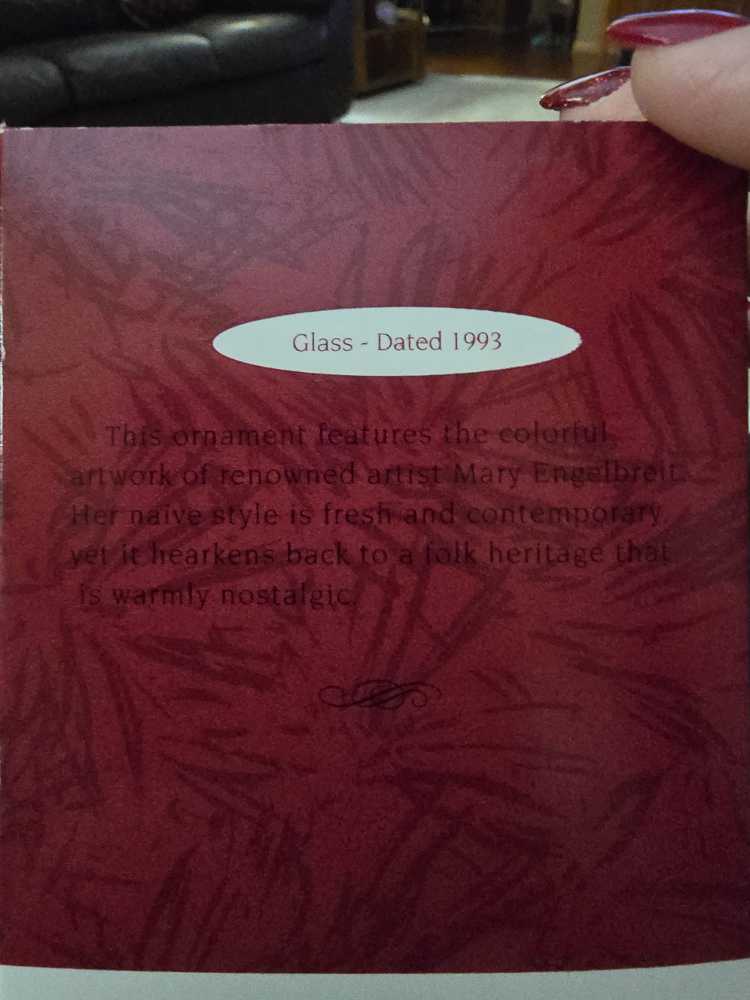 Glass - Dated 1993
This ornament features the colorful
artwork of renowned artist Mary Engelbreit.
Her naive style is fresh and contemporary,
yet it hearkens back to a folk heritage that
is warmly nostalgic.